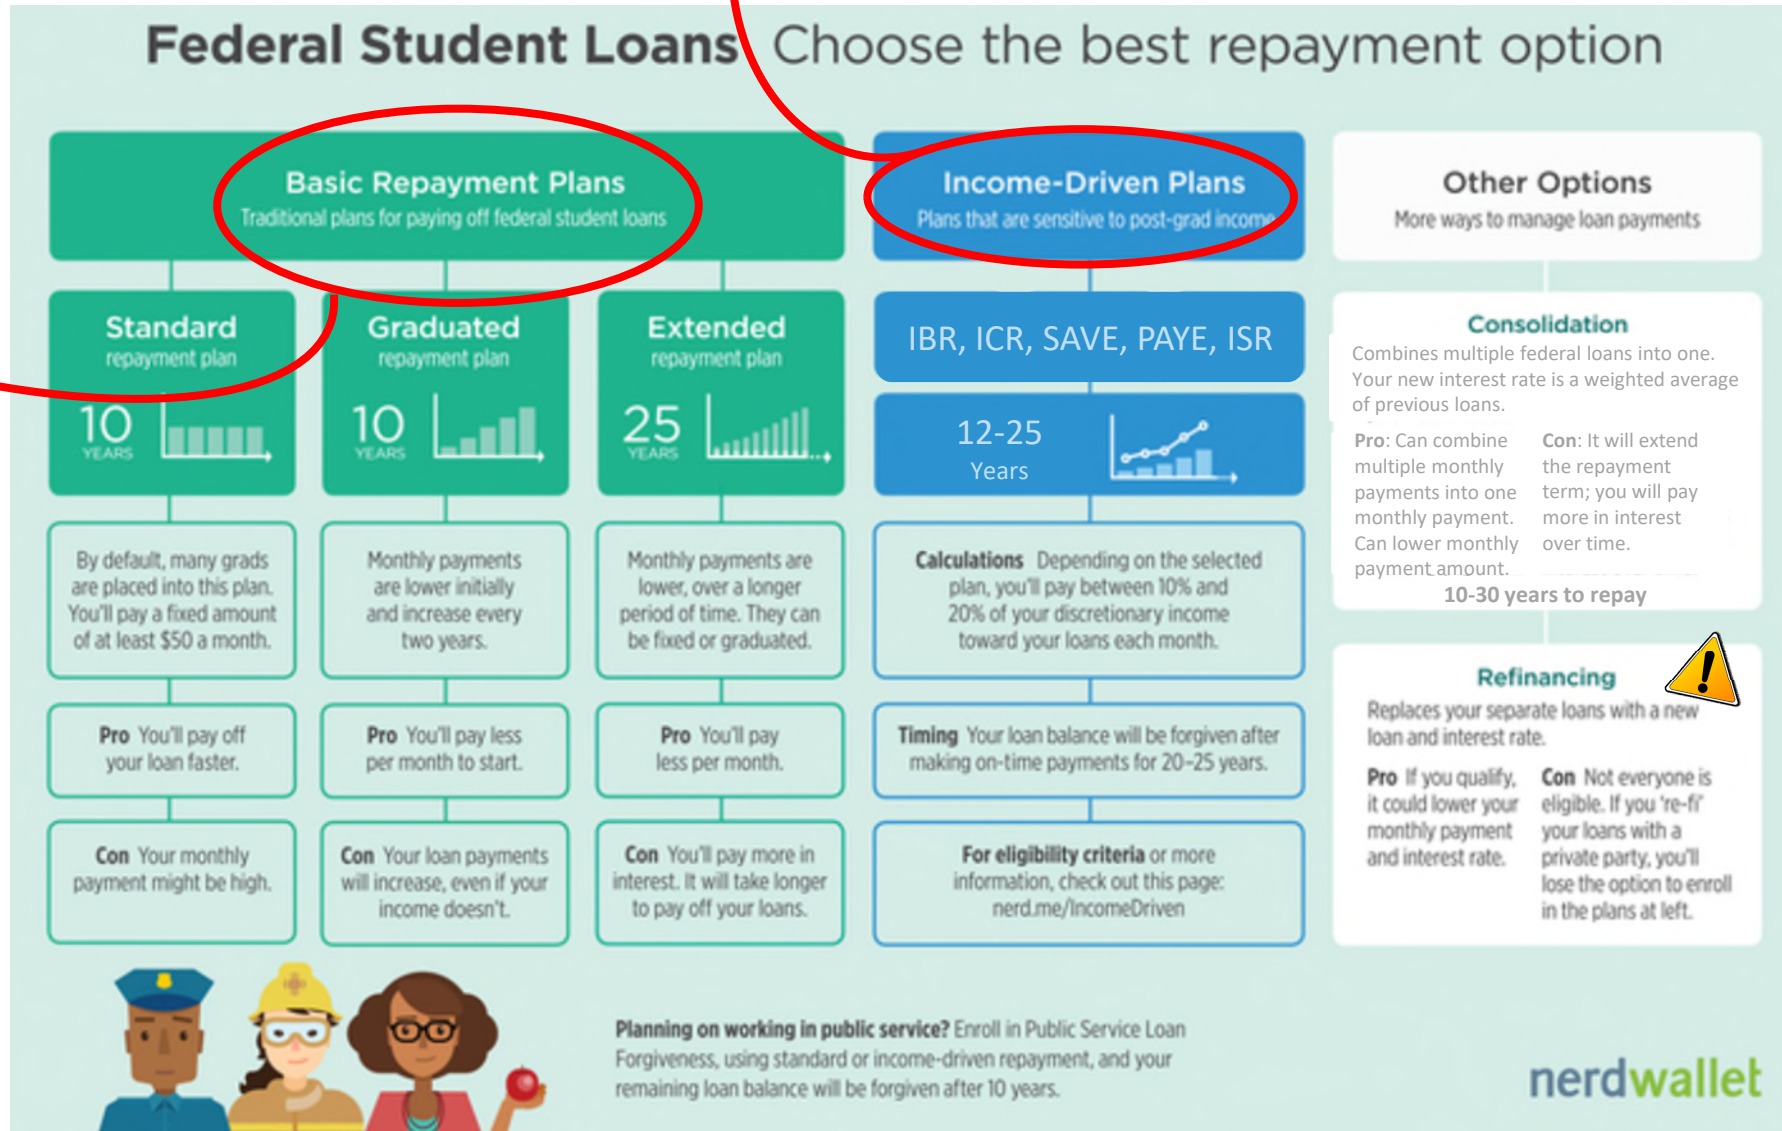 Federal Student Loans Choose the best repayment option
Basic Repayment Plans
Traditional plans for paying off federal student loans
Standard
repayment plan
10
YEARS
By default, many grads
are placed into this plan.
You'll pay a fixed amount
of at least $50 a month.
Pro You'll pay off
your loan faster.
Con Your monthly
payment might be high.
Graduated
repayment plan
10
YEARS
Monthly payments
are lower initially
and increase every
two years.
Pro You'll pay less
per month to start.
Con Your loan payments
will increase, even if your
income doesn't.
Extended
repayment plan
25
YEARS
Monthly payments are
lower, over a longer
period of time. They can
be fixed or graduated.
Pro You'll pay
less per month.
Con You'll pay more in
interest. It will take longer
to pay off your loans.
Income-Driven Plans
Plans that are sensitive to post-grad income
IBR, ICR, SAVE, PAYE, ISR
12-25
Years
Calculations Depending on the selected
plan, you'll pay between 10% and
20% of your discretionary income
toward your loans each month.
Timing Your loan balance will be forgiven after
making on-time payments for 20–25 years.
For eligibility criteria or more
information, check out this page:
nerd.me/IncomeDriven
Other Options
More ways to manage loan payments
Consolidation
Combines multiple federal loans into one.
Your new interest rate is a weighted average
of previous loans.
Pro: Can combine
multiple monthly
payments into one
monthly payment.
Can lower monthly
payment amount.
Con: It will extend
the repayment
term; you will pay
more in interest
over time.
10-30 years to repay
Refinancing
Replaces your separate loans with a new
loan and interest rate.
Pro If you qualify,
it could lower your
monthly payment
and interest rate.
Con Not everyone is
eligible. If you 're-fi'
your loans with a
private party, you'll
lose the option to enroll
in the plans at left.
Planning on working in public service? Enroll in Public Service Loan
Forgiveness, using standard or income-driven repayment, and your
remaining loan balance will be forgiven after 10 years.
nerdwallet